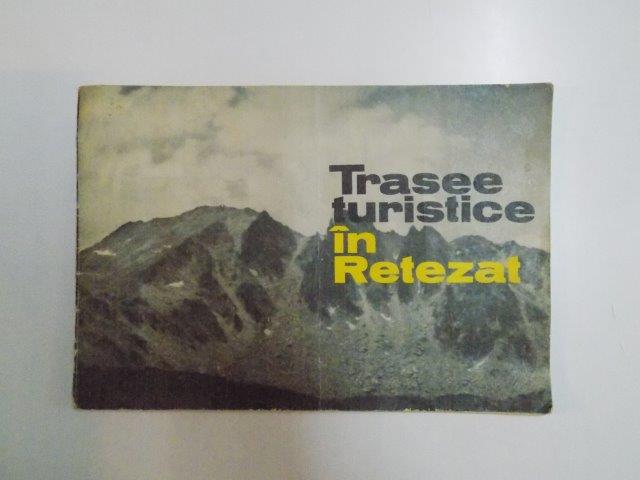 Trasee
turistice
în
Retezat